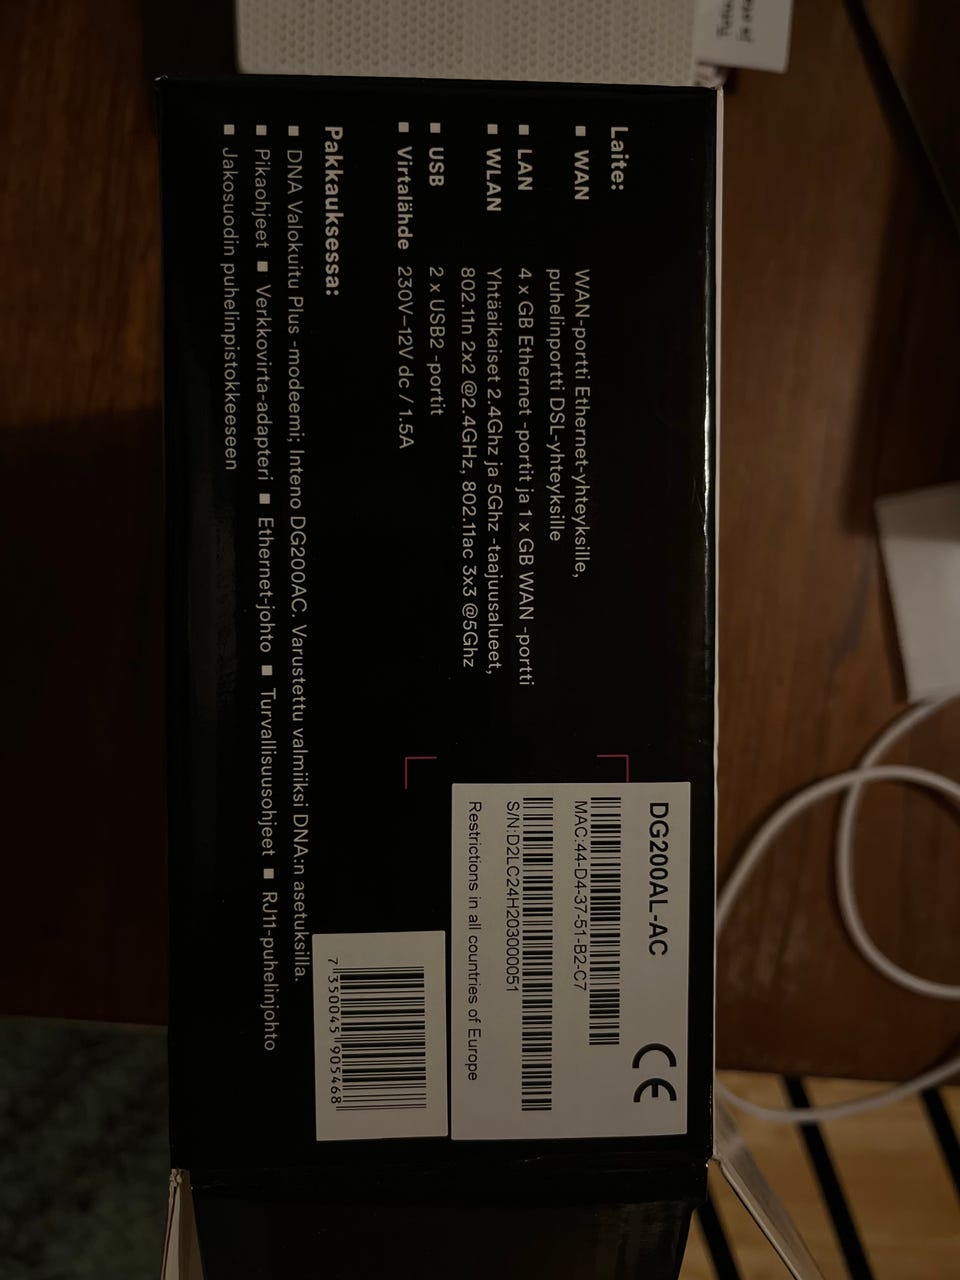 Laite:
▪ WAN WAN-portti Ethernet-yhteyksille,
puhelinportti DSL-yhteyksille
▪ LAN 4 x GB Ethernet -portit ja 1 x GB WAN -portti
▪ WLAN Yhtäaikaiset 2.4Ghz ja 5Ghz -taajuusalueet,
802.11n 2x2 @2.4GHz, 802.11ac 3x3 @5Ghz
▪ USB 2 x USB2 -portit
▪ Virtalähde 230V–12V dc / 1.5A
Pakkauksessa:
▪ DNA Valokuitu Plus -modeemi; Inteno DG200AC. Varustettu valmiiksi DNA:n asetuksilla.
▪ Pikaohjeet ▪ Verkkovirta-adapteri ▪ Ethernet-johto ▪ Turvallisuusohjeet ▪ RJ11-puhelinjohto
▪ Jakosuodin puhelinpistokkeeseen
DG200AL-AC
CE
MAC:44-D4-37-51-B2-C7
S/N:D2LC24H203000051
Restrictions in all countries of Europe
7 350045 905468